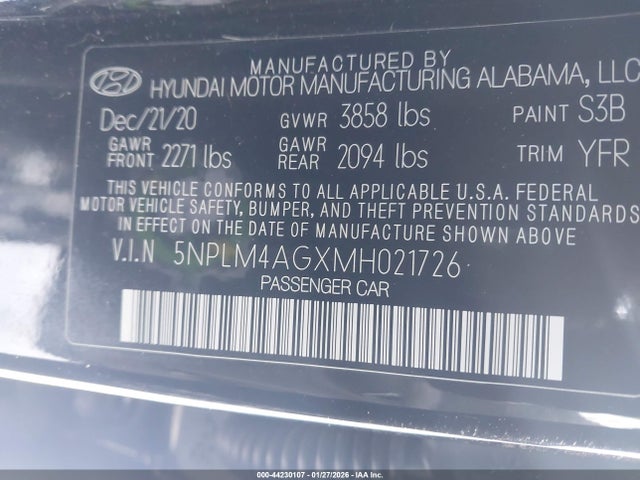 MANUFACTURED BY
HYUNDAI MOTOR MANUFACTURING ALABAMA, LLC
Dec/21/20 GVWR 3858 lbs PAINT S3B
GAWR FRONT 2271 lbs GAWR REAR 2094 lbs TRIM YFR
THIS VEHICLE CONFORMS TO ALL APPLICABLE U.S.A. FEDERAL
MOTOR VEHICLE SAFETY, BUMPER, AND THEFT PREVENTION STANDARDS
IN EFFECT ON THE DATE OF MANUFACTURE SHOWN ABOVE.
V.I.N 5NPLM4AGXMH021726
PASSENGER CAR
000-44230107 - 01/27/2026 - IAA Inc.